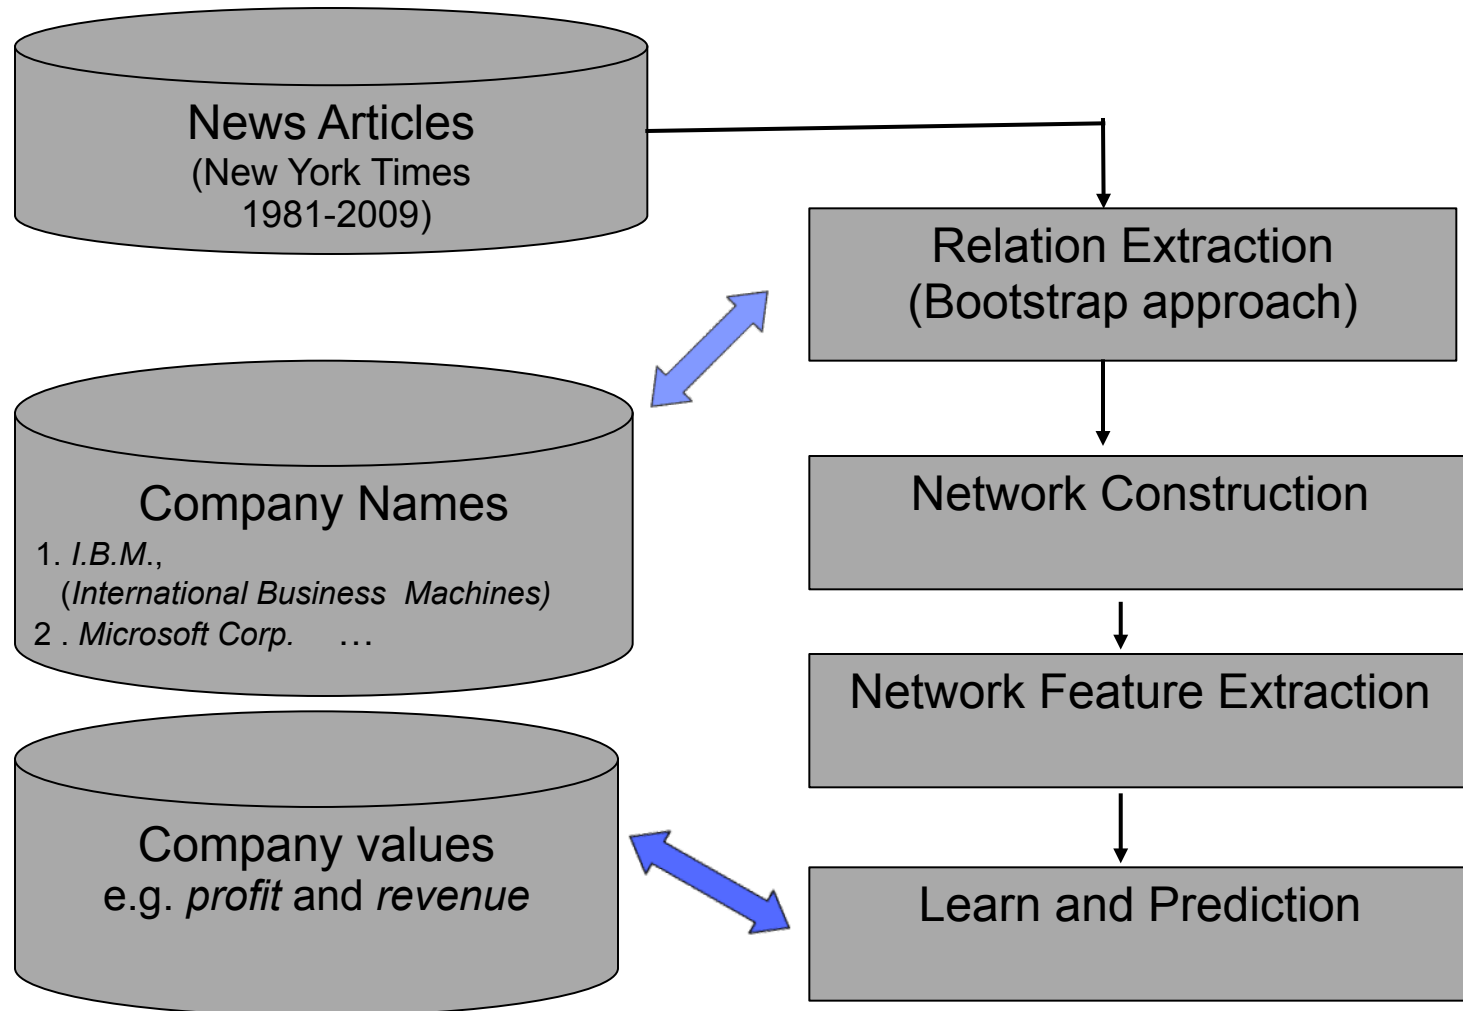 News Articles
(New York Times
1981-2009)
Relation Extraction
(Bootstrap approach)
Company Names
1. I.B.M.,
(International Business  Machines)
2 . Microsoft Corp.    …
Network Construction
Network Feature Extraction
Company values
e.g. profit and revenue
Learn and Prediction